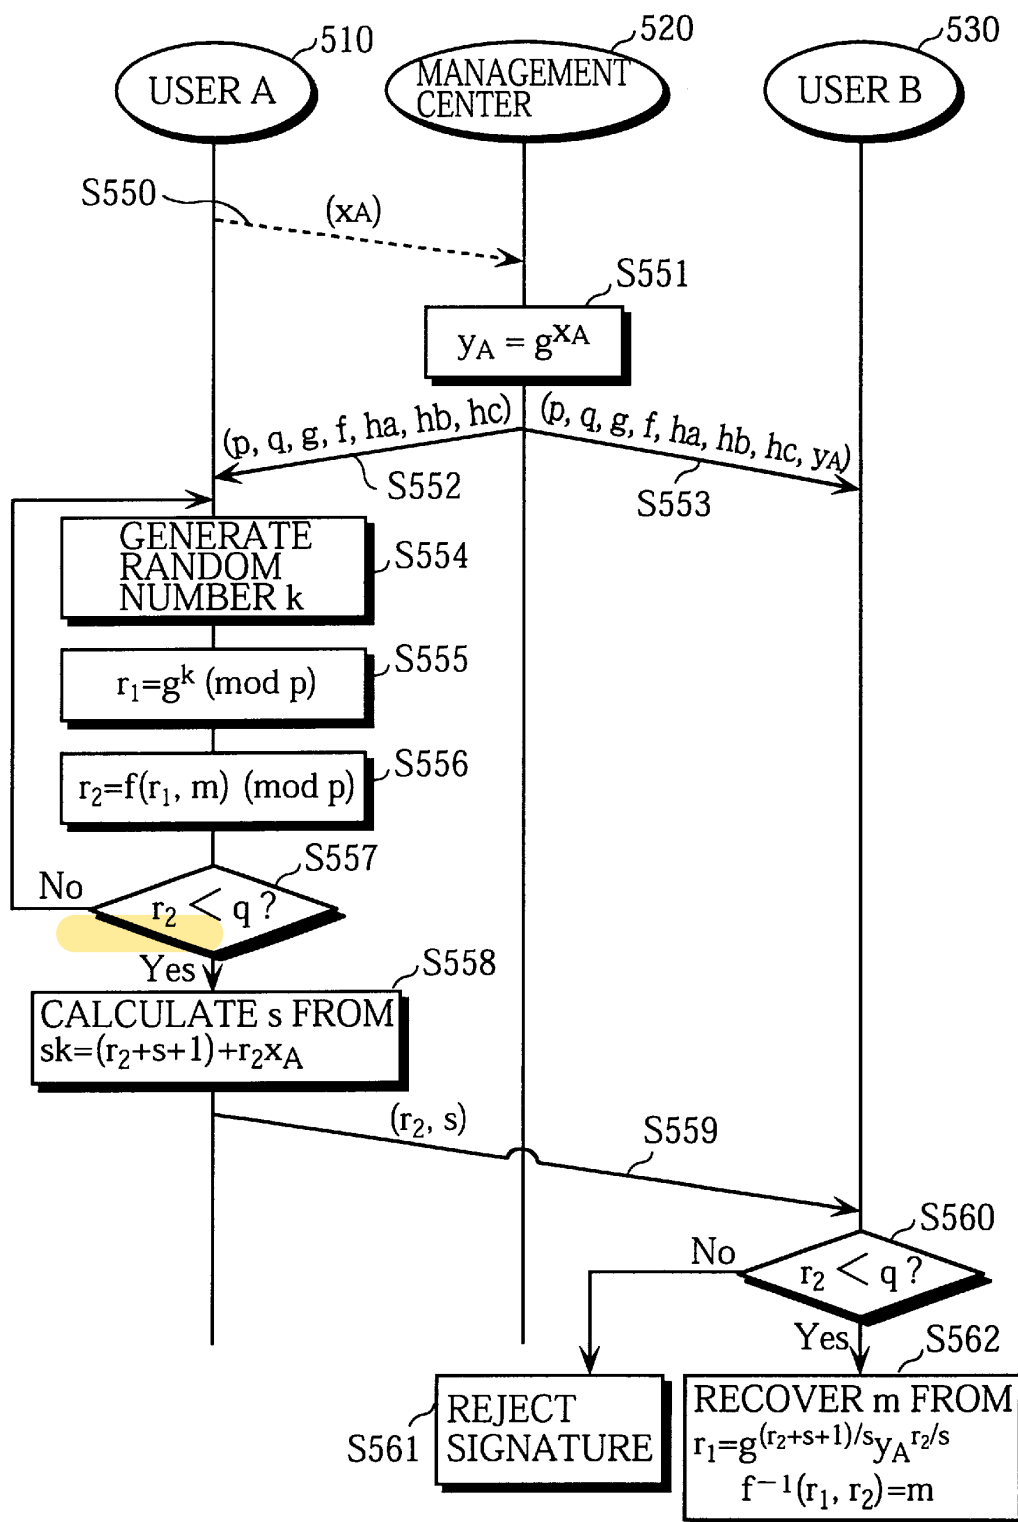 510
520
530
USER A
MANAGEMENT
CENTER
USER B
S550
(xA)
S551
yA = g^xA
(p, q, g, f, ha, hb, hc)
(p, q, g, f, ha, hb, hc, yA)
S552
S553
GENERATE
RANDOM
NUMBER k
S554
r₁=g^k (mod p)
S555
r₂=f(r₁, m) (mod p)
S556
S557
No
r₂ < q ?
Yes
S558
CALCULATE s FROM
sk=(r₂+s+1)+r₂xA
(r₂, s)
S559
S560
No
r₂ < q ?
Yes
S562
REJECT
SIGNATURE
S561
RECOVER m FROM
r₁=g^(r₂+s+1)/s yA^r₂/s
f⁻¹(r₁, r₂)=m